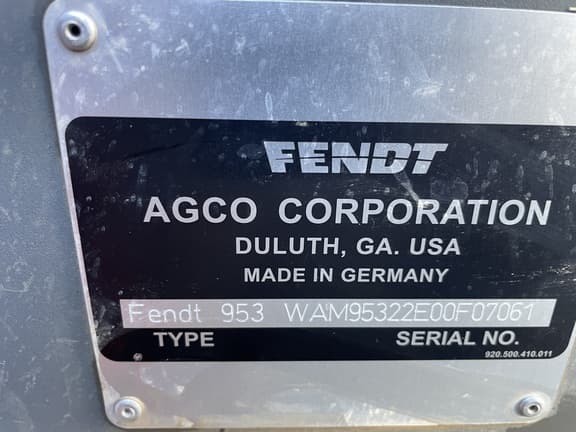 FENDT
AGCO CORPORATION
DULUTH, GA. USA
MADE IN GERMANY
Fendt 953 WAM95322E00F07061
TYPE SERIAL NO.
920.500.410.011